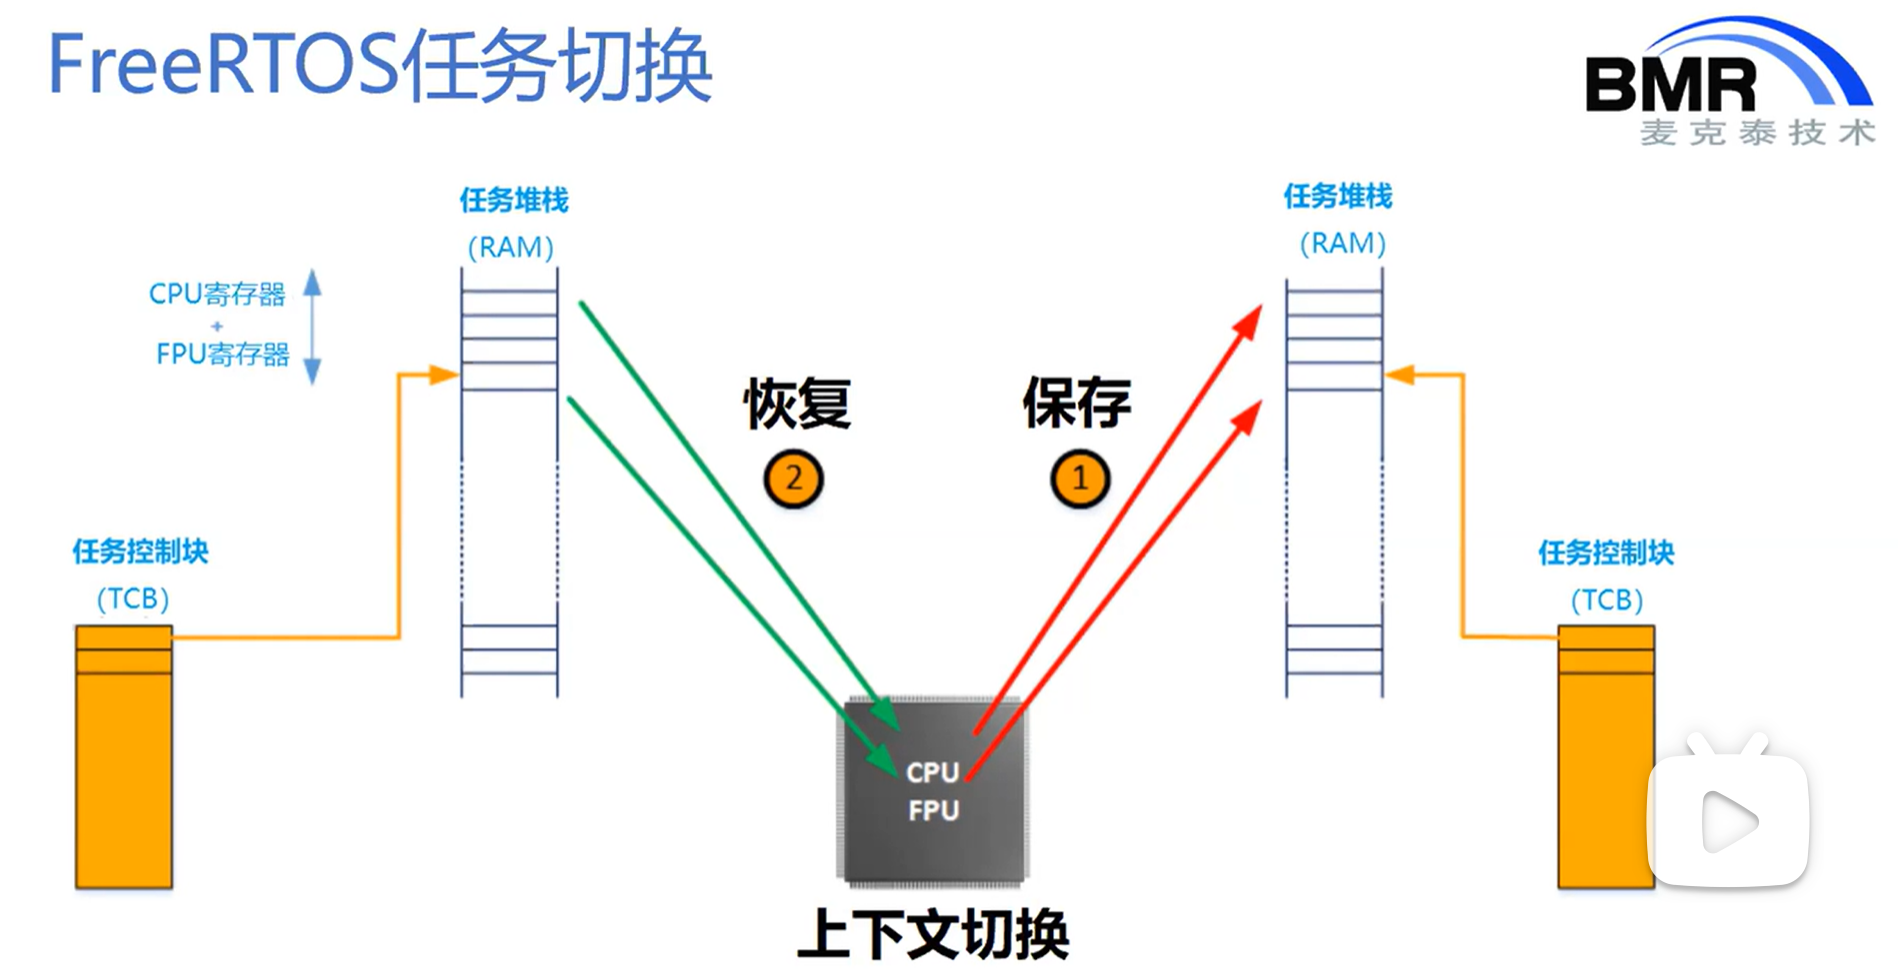 FreeRTOS任务切换
BMR
麦克泰技术
任务堆栈
(RAM)
任务堆栈
(RAM)
CPU寄存器
+
FPU寄存器
恢复
保存
2
1
任务控制块
(TCB)
任务控制块
(TCB)
CPU
FPU
上下文切换